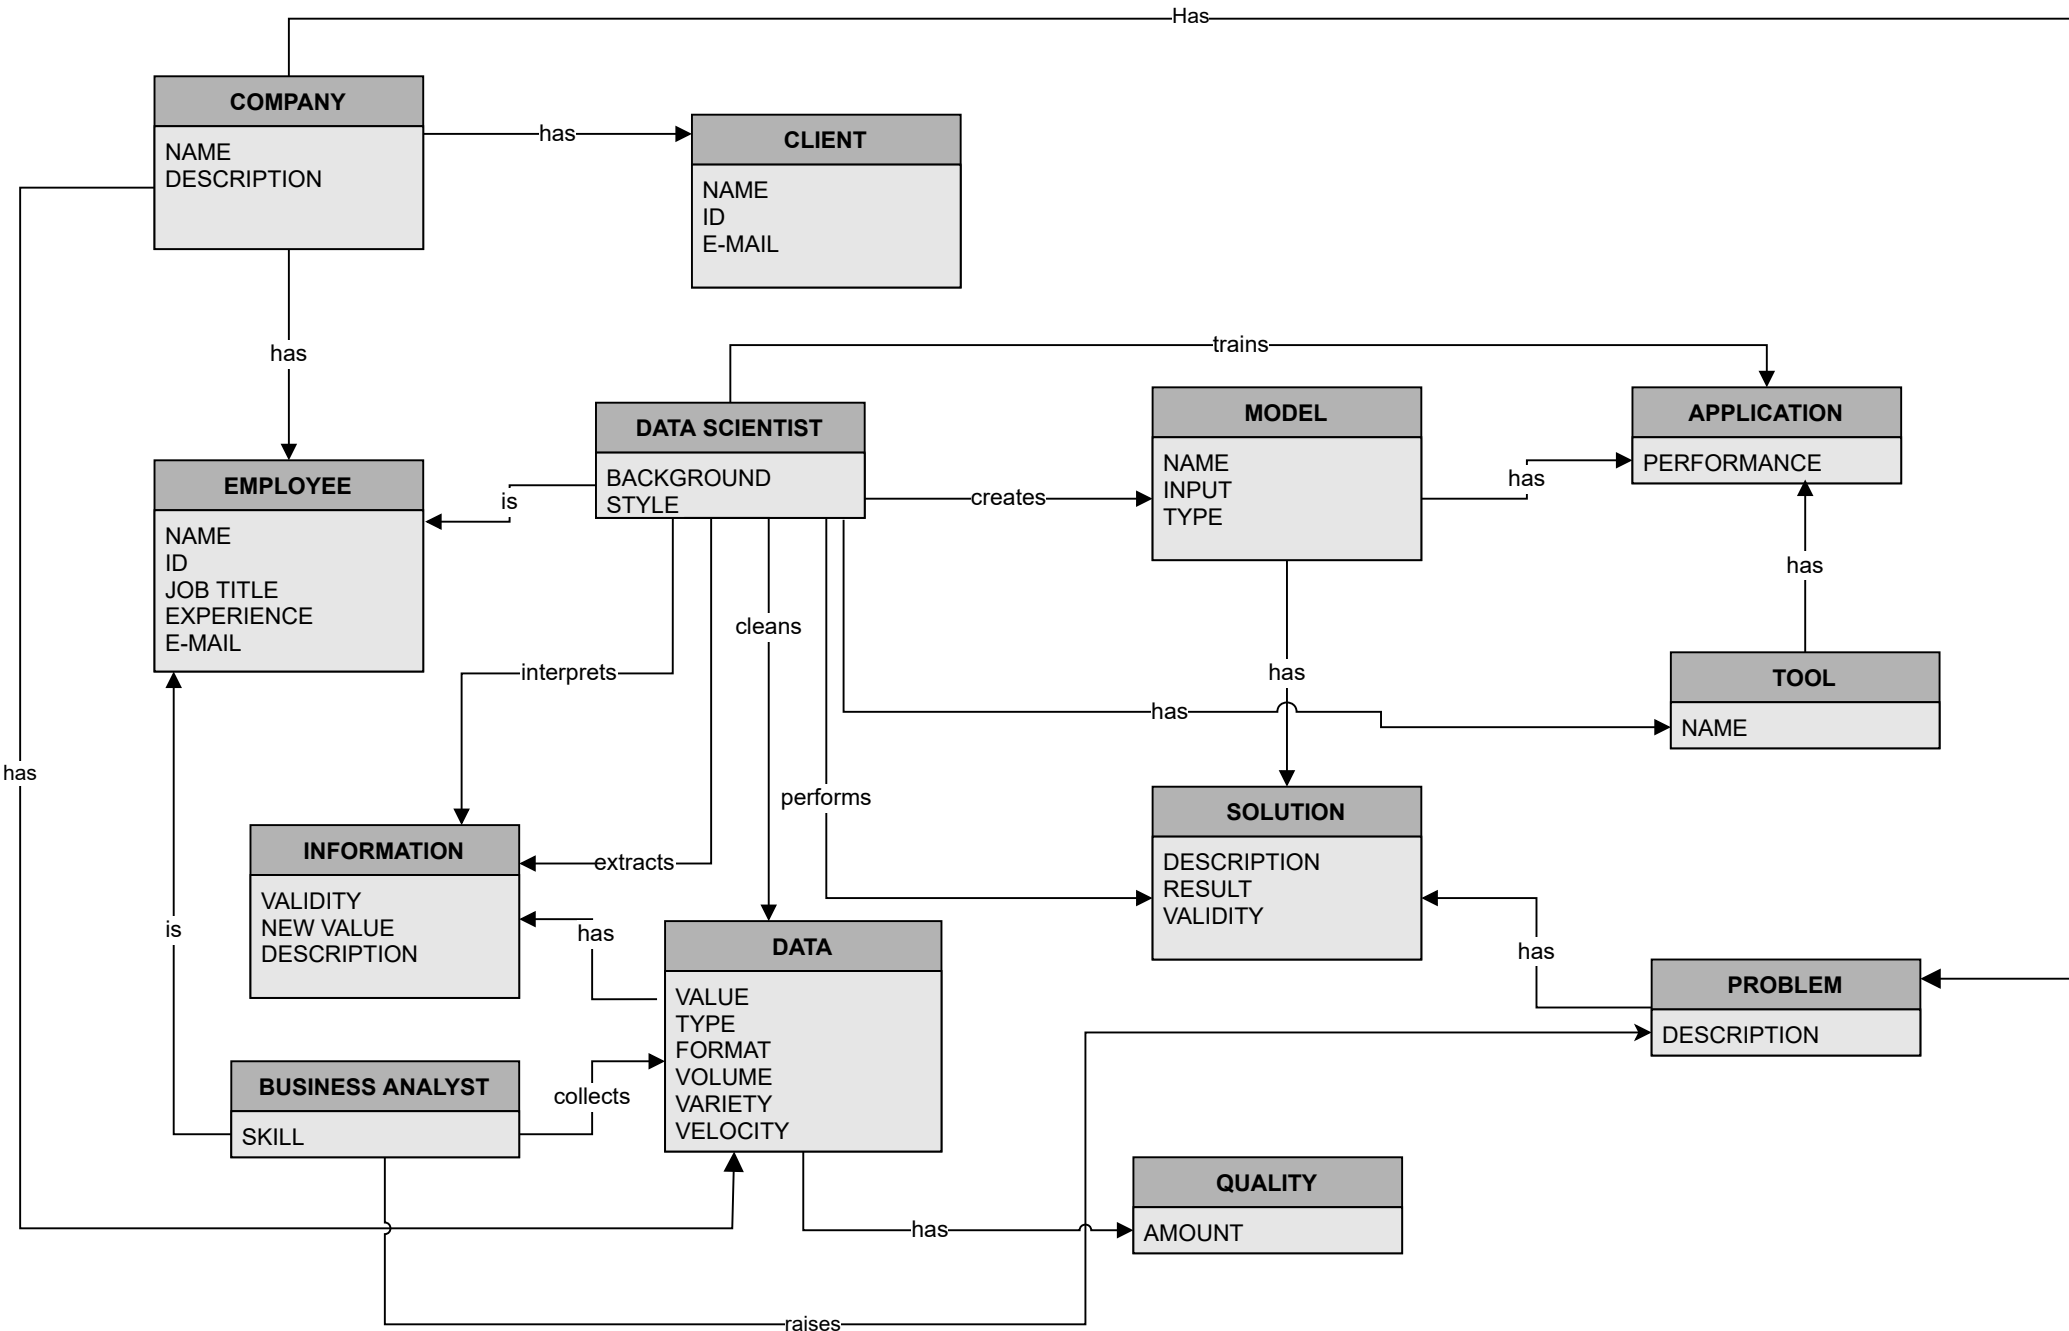 Has
COMPANY
NAME
DESCRIPTION
has
CLIENT
NAME
ID
E-MAIL
has
trains
DATA SCIENTIST
BACKGROUND
STYLE
MODEL
NAME
INPUT
TYPE
APPLICATION
PERFORMANCE
creates
has
is
EMPLOYEE
NAME
ID
JOB TITLE
EXPERIENCE
E-MAIL
has
cleans
interprets
has
TOOL
NAME
has
has
performs
SOLUTION
DESCRIPTION
RESULT
VALIDITY
INFORMATION
VALIDITY
NEW VALUE
DESCRIPTION
extracts
has
is
DATA
VALUE
TYPE
FORMAT
VOLUME
VARIETY
VELOCITY
has
PROBLEM
DESCRIPTION
BUSINESS ANALYST
SKILL
collects
QUALITY
AMOUNT
has
raises